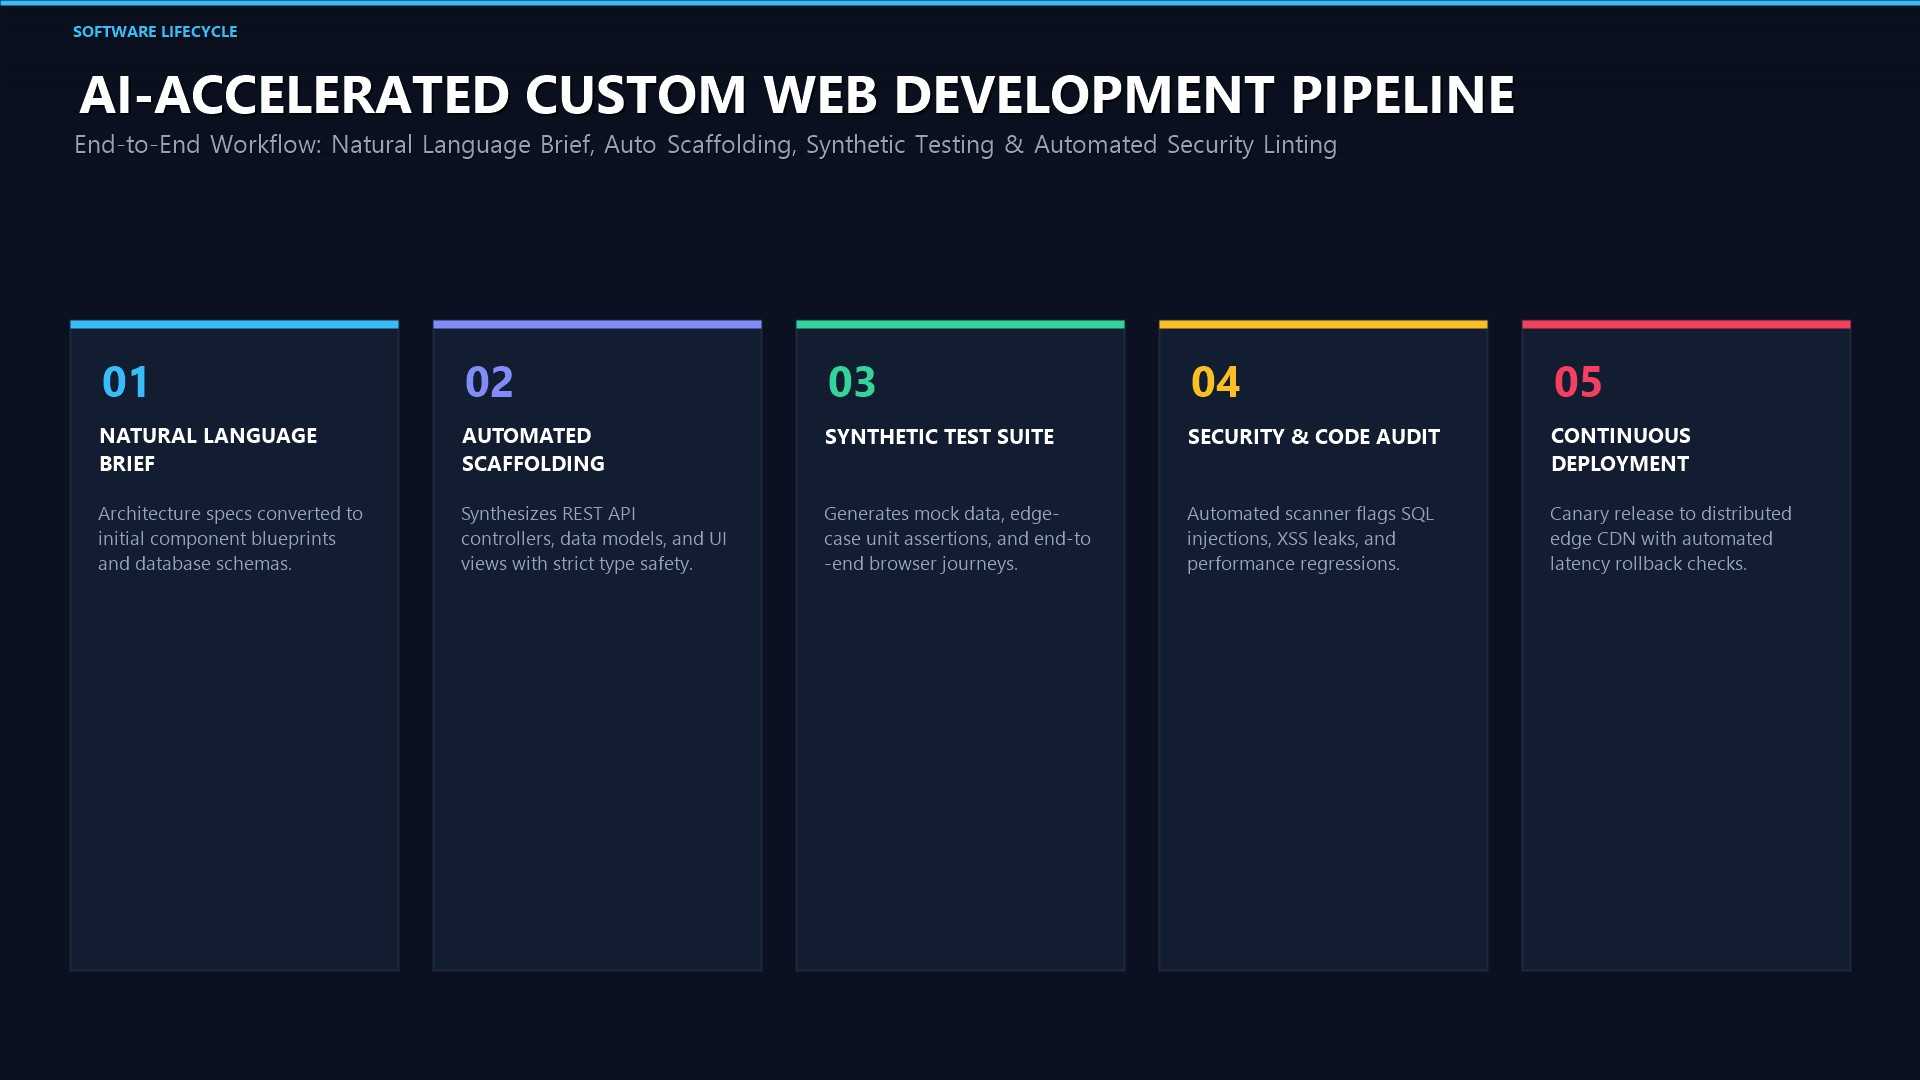 SOFTWARE LIFECYCLE
AI-ACCELERATED CUSTOM WEB DEVELOPMENT PIPELINE
End-to-End Workflow: Natural Language Brief, Auto Scaffolding, Synthetic Testing & Automated Security Linting
01
NATURAL LANGUAGE
BRIEF
Architecture specs converted to
initial component blueprints
and database schemas.
02
AUTOMATED
SCAFFOLDING
Synthesizes REST API
controllers, data models, and UI
views with strict type safety.
03
SYNTHETIC TEST SUITE
Generates mock data, edge-
case unit assertions, and end-to
-end browser journeys.
04
SECURITY & CODE AUDIT
Automated scanner flags SQL
injections, XSS leaks, and
performance regressions.
05
CONTINUOUS
DEPLOYMENT
Canary release to distributed
edge CDN with automated
latency rollback checks.